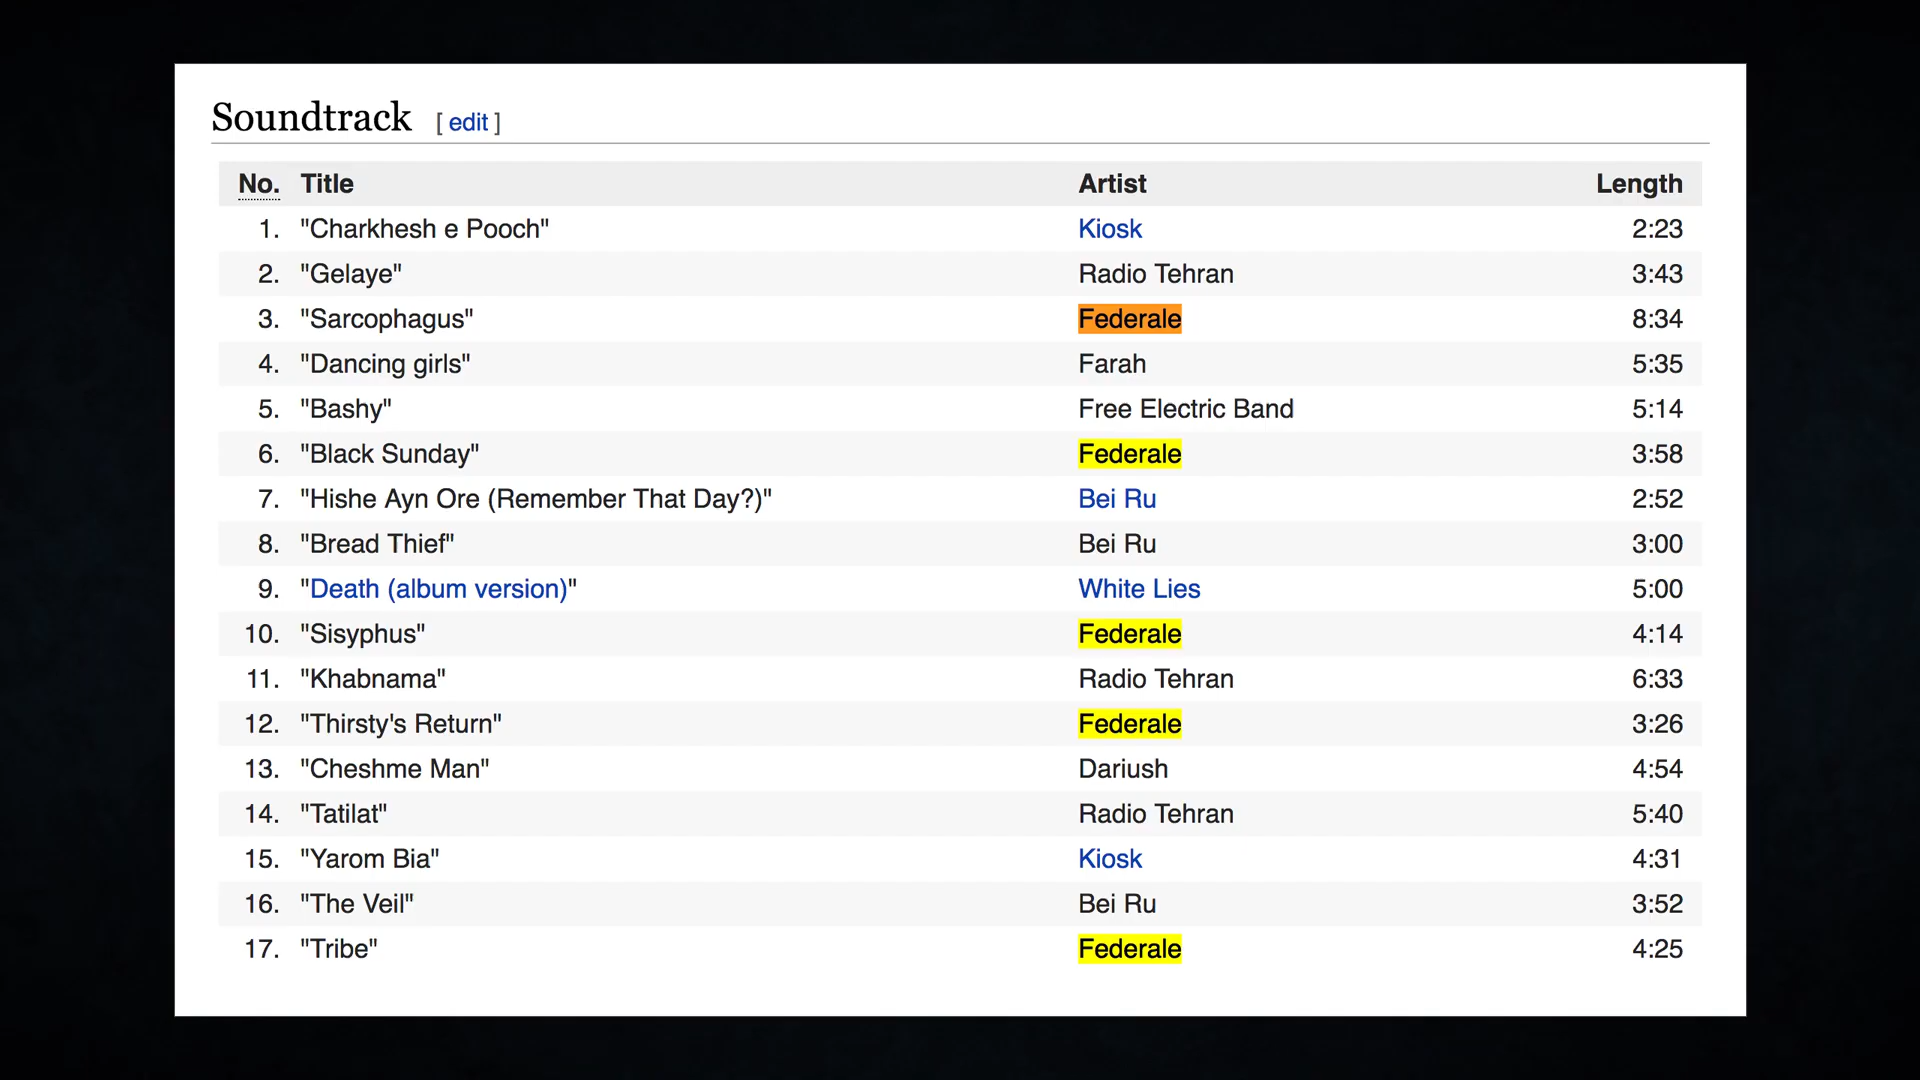 Soundtrack [ edit ]
No. Title Artist Length
1. "Charkhesh e Pooch" Kiosk 2:23
2. "Gelaye" Radio Tehran 3:43
3. "Sarcophagus" Federale 8:34
4. "Dancing girls" Farah 5:35
5. "Bashy" Free Electric Band 5:14
6. "Black Sunday" Federale 3:58
7. "Hishe Ayn Ore (Remember That Day?)" Bei Ru 2:52
8. "Bread Thief" Bei Ru 3:00
9. "Death (album version)" White Lies 5:00
10. "Sisyphus" Federale 4:14
11. "Khabnama" Radio Tehran 6:33
12. "Thirsty's Return" Federale 3:26
13. "Cheshme Man" Dariush 4:54
14. "Tatilat" Radio Tehran 5:40
15. "Yarom Bia" Kiosk 4:31
16. "The Veil" Bei Ru 3:52
17. "Tribe" Federale 4:25